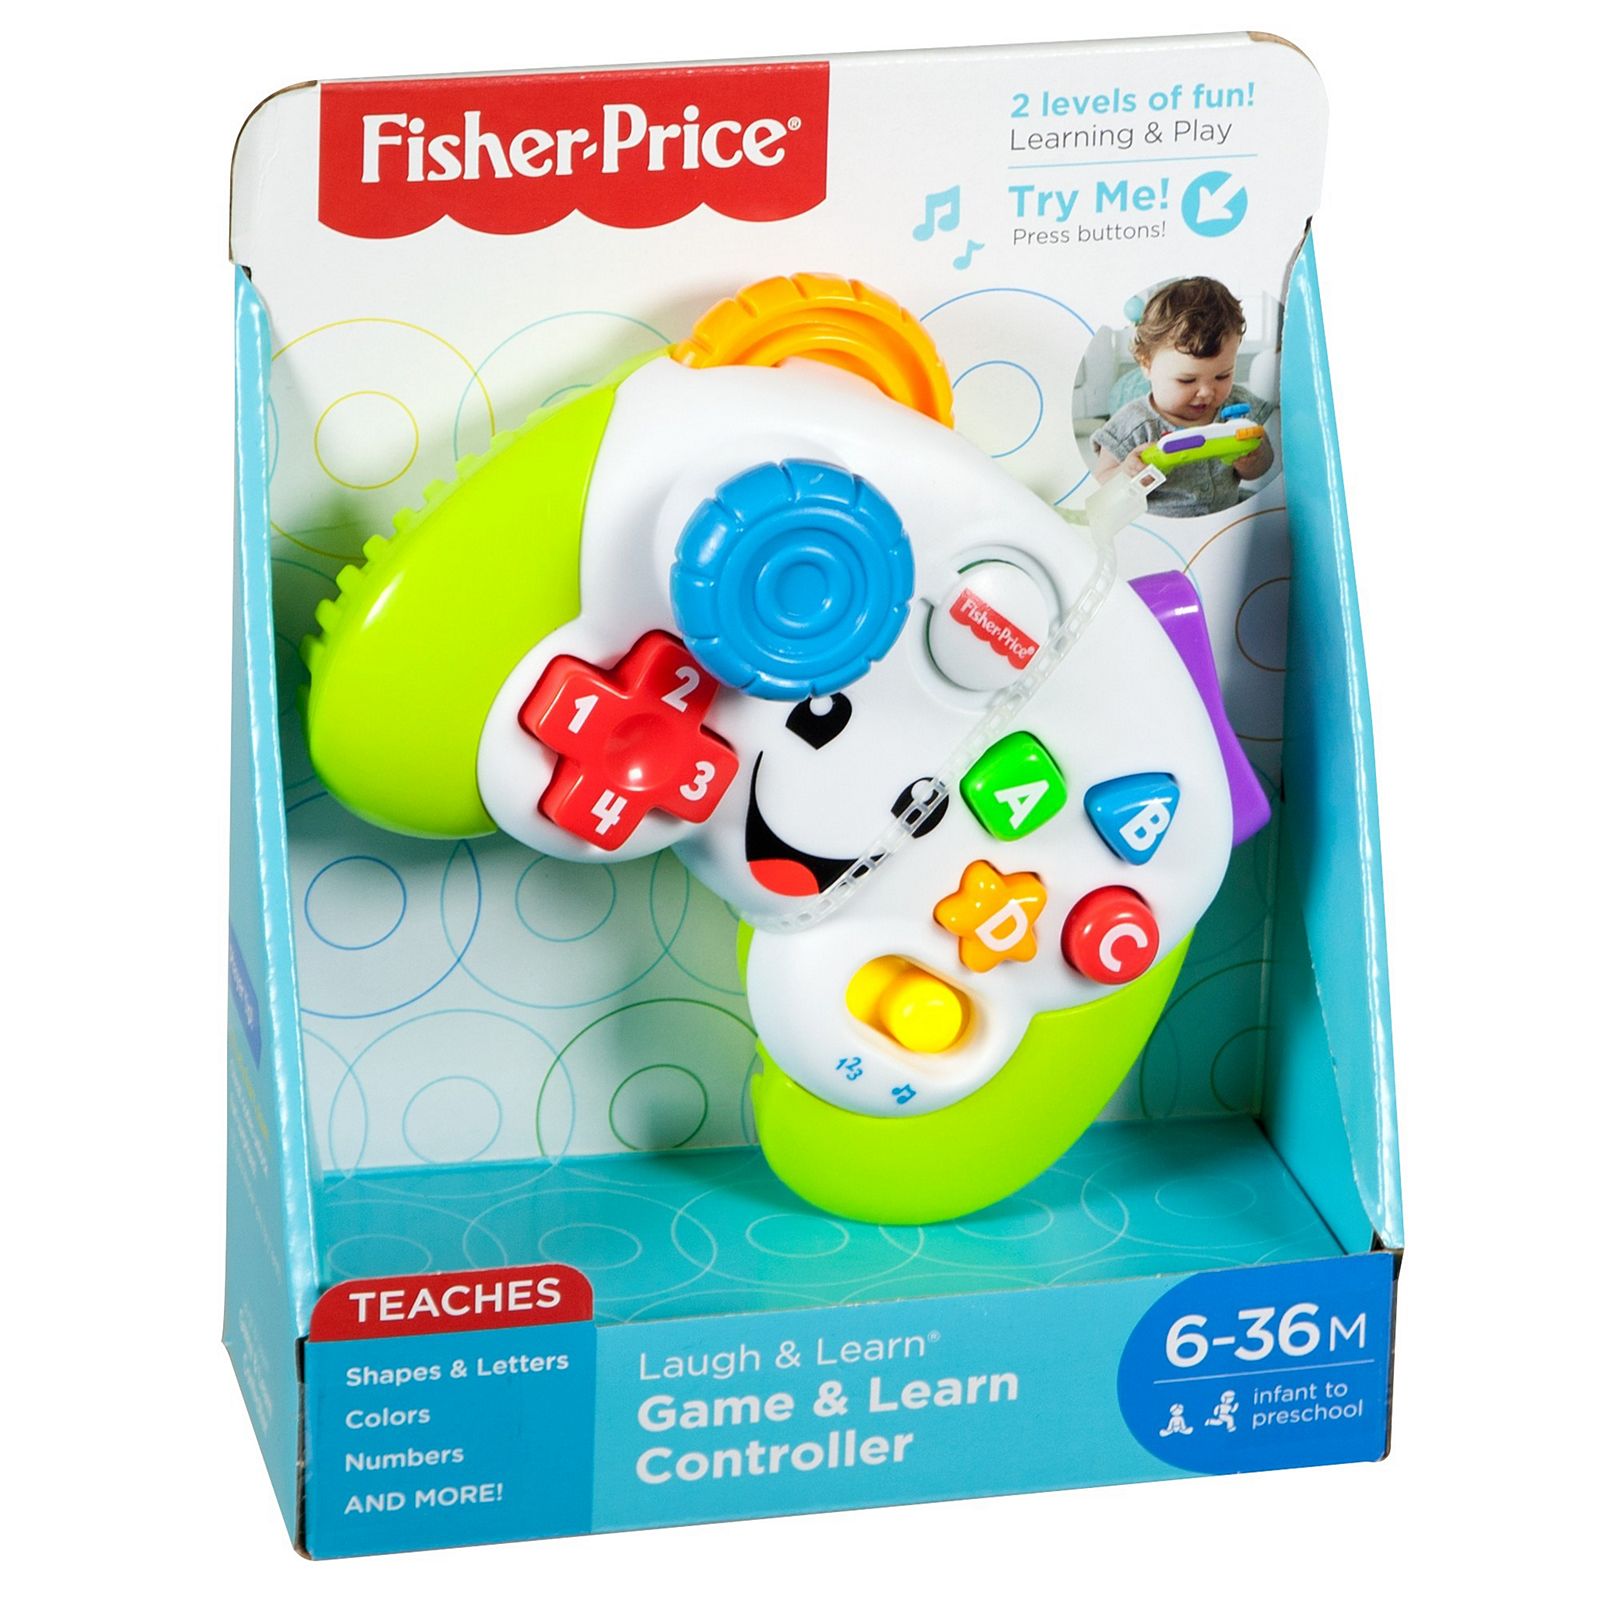 Fisher-Price®
2 levels of fun!
Learning & Play
Try Me!
Press buttons!
Fisher-Price®
1
2
3
4
A
B
D
C
123
TEACHES
Shapes & Letters
Colors
Numbers
AND MORE!
Laugh & Learn®
Game & Learn
Controller
6-36M
infant to
preschool